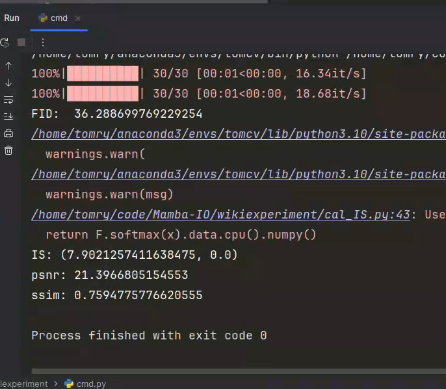 Run cmd ×
/home/tomry/anaconda3/envs/tomcv/bin/python /home/tomry/co
100%|██████████| 30/30 [00:01<00:00, 16.34it/s]
100%|██████████| 30/30 [00:01<00:00, 18.68it/s]
FID:  36.288699769229254
/home/tomry/anaconda3/envs/tomcv/lib/python3.10/site-packa
warnings.warn(
/home/tomry/anaconda3/envs/tomcv/lib/python3.10/site-packa
warnings.warn(msg)
/home/tomry/code/Mamba-IO/wikiexperiment/cal_IS.py:43: Use
return F.softmax(x).data.cpu().numpy()
IS: (7.9021257411638475, 0.0)
psnr: 21.3966805154553
ssim: 0.7594775776620555
Process finished with exit code 0
iexperiment > cmd.py